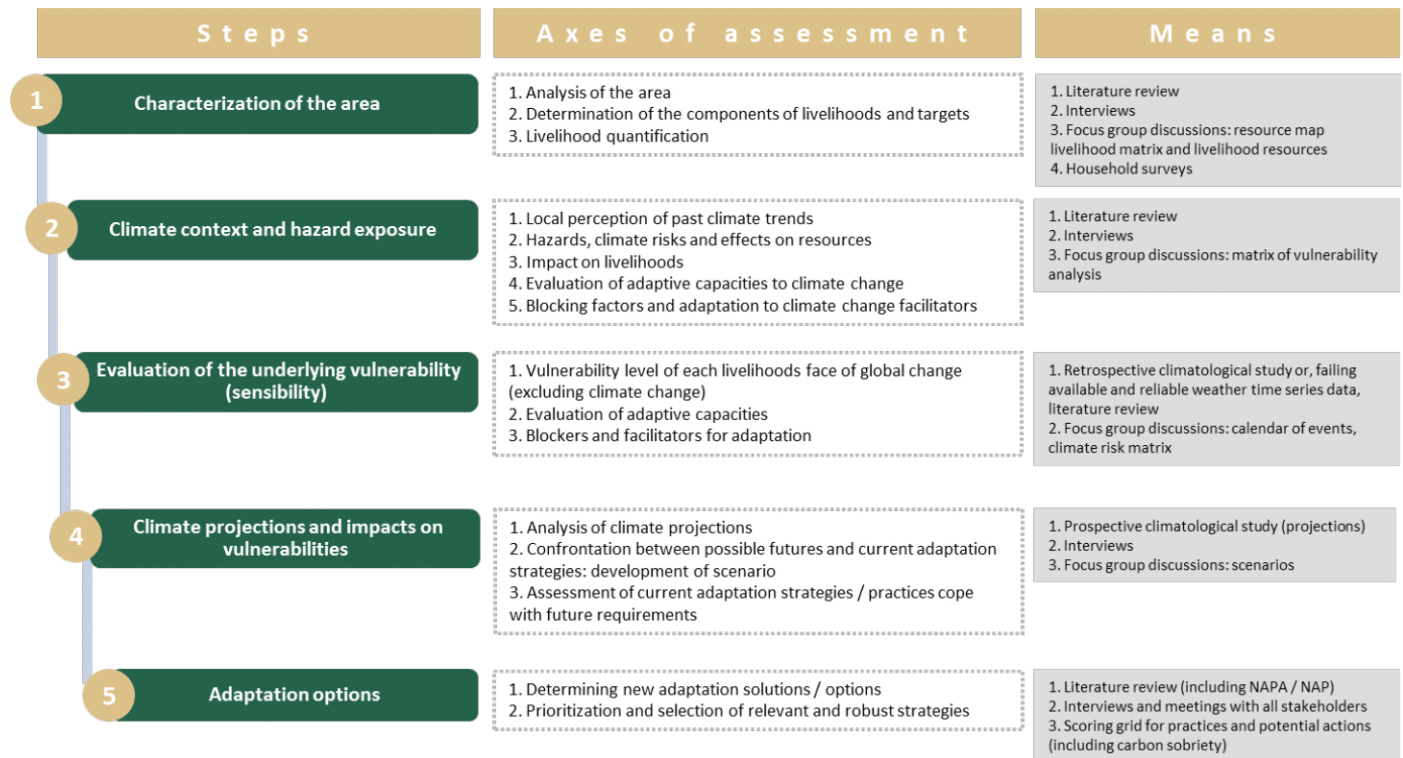 Steps
Axes of assessment
Means
1
Characterization of the area
1. Analysis of the area
2. Determination of the components of livelihoods and targets
3. Livelihood quantification
1. Literature review
2. Interviews
3. Focus group discussions: resource map
livelihood matrix and livelihood resources
4. Household surveys
2
Climate context and hazard exposure
1. Local perception of past climate trends
2. Hazards, climate risks and effects on resources
3. Impact on livelihoods
4. Evaluation of adaptive capacities to climate change
5. Blocking factors and adaptation to climate change facilitators
1. Literature review
2. Interviews
3. Focus group discussions: matrix of vulnerability
analysis
3
Evaluation of the underlying vulnerability
(sensibility)
1. Vulnerability level of each livelihoods face of global change
(excluding climate change)
2. Evaluation of adaptive capacities
3. Blockers and facilitators for adaptation
1. Retrospective climatological study or, failing
available and reliable weather time series data,
literature review
2. Focus group discussions: calendar of events,
climate risk matrix
4
Climate projections and impacts on
vulnerabilities
1. Analysis of climate projections
2. Confrontation between possible futures and current adaptation
strategies: development of scenario
3. Assessment of current adaptation strategies / practices cope
with future requirements
1. Prospective climatological study (projections)
2. Interviews
3. Focus group discussions: scenarios
5
Adaptation options
1. Determining new adaptation solutions / options
2. Prioritization and selection of relevant and robust strategies
1. Literature review (including NAPA / NAP)
2. Interviews and meetings with all stakeholders
3. Scoring grid for practices and potential actions
(including carbon sobriety)